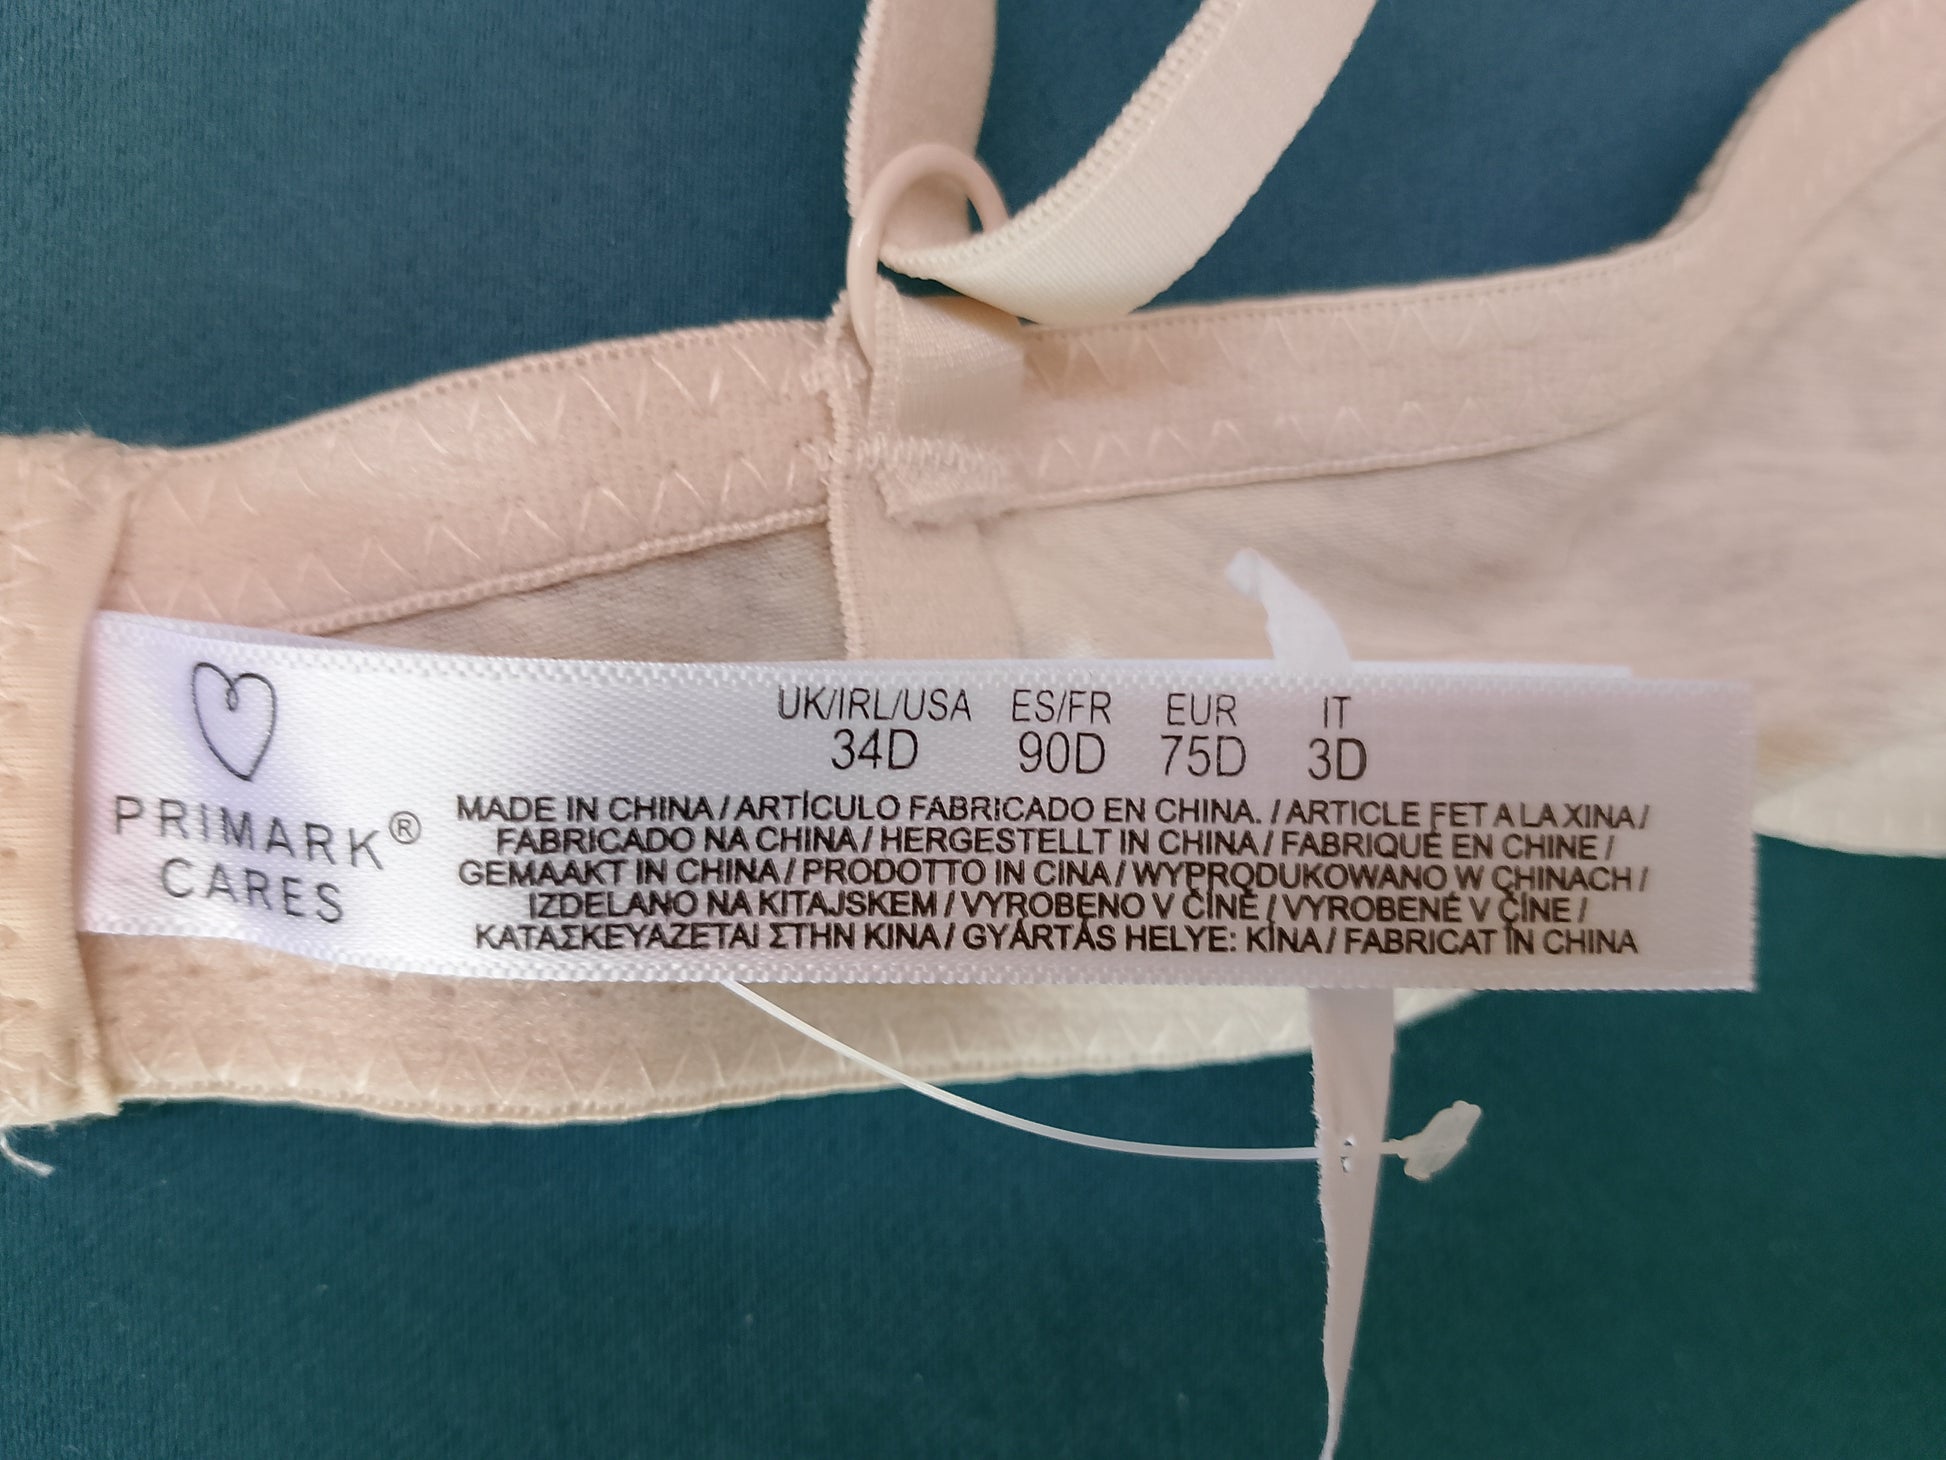 PRIMARK®
CARES
UK/IRL/USA ES/FR EUR IT
34D 90D 75D 3D
MADE IN CHINA / ARTÍCULO FABRICADO EN CHINA. / ARTICLE FET A LA XINA /
FABRICADO NA CHINA / HERGESTELLT IN CHINA / FABRIQUÉ EN CHINE /
GEMAAKT IN CHINA / PRODOTTO IN CINA / WYPRODUKOWANO W CHINACH /
IZDELANO NA KITAJSKEM / VYROBENO V ČÍNĚ / VYROBENÉ V ČÍNE /
ΚΑΤΑΣΚΕΥΑΖΕΤΑΙ ΣΤΗΝ ΚΙΝΑ / GYÁRTÁS HELYE: KÍNA / FABRICAT ÎN CHINA